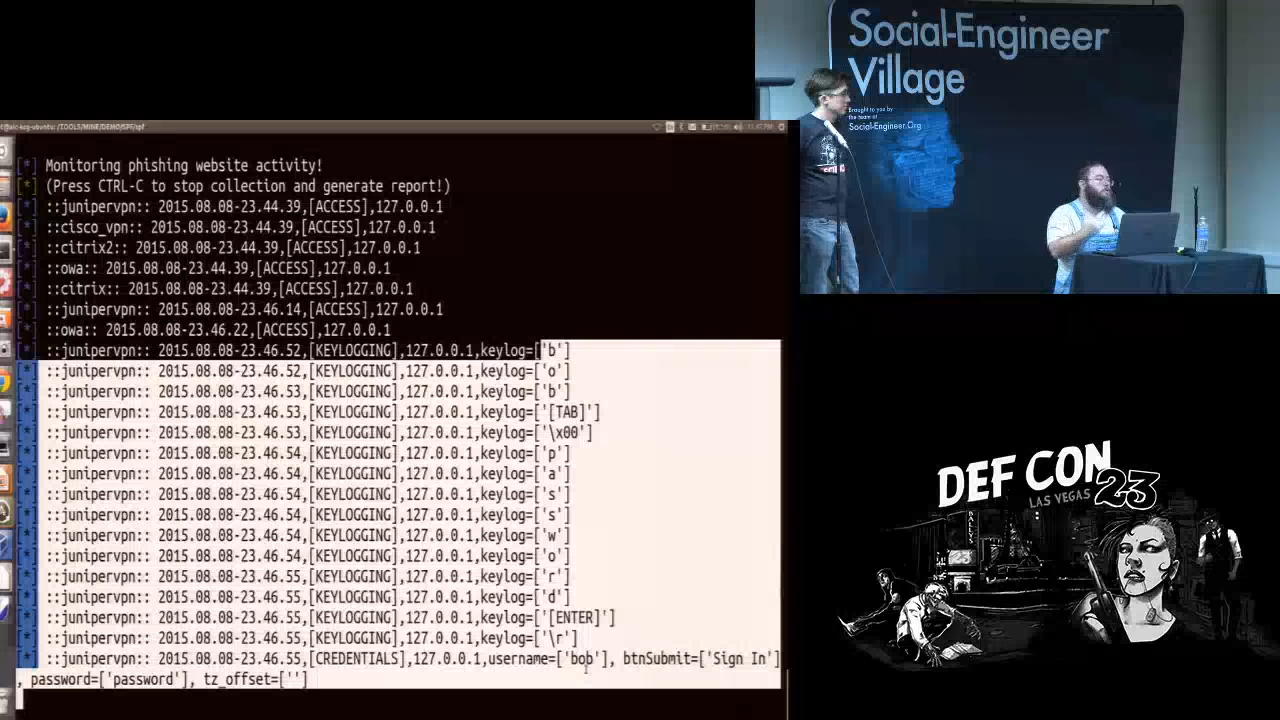 Social-Engineer
Village
Brought to you by
the team at
Social-Engineer.Org
[*] Monitoring phishing website activity!
[*] (Press CTRL-C to stop collection and generate report!)
[*] ::junipervpn:: 2015.08.08-23.44.39,[ACCESS],127.0.0.1
[*] ::cisco_vpn:: 2015.08.08-23.44.39,[ACCESS],127.0.0.1
[*] ::citrix2:: 2015.08.08-23.44.39,[ACCESS],127.0.0.1
[*] ::owa:: 2015.08.08-23.44.39,[ACCESS],127.0.0.1
[*] ::citrix:: 2015.08.08-23.44.39,[ACCESS],127.0.0.1
[*] ::junipervpn:: 2015.08.08-23.46.14,[ACCESS],127.0.0.1
[*] ::owa:: 2015.08.08-23.46.22,[ACCESS],127.0.0.1
[*] ::junipervpn:: 2015.08.08-23.46.52,[KEYLOGGING],127.0.0.1,keylog=['b']
[*] ::junipervpn:: 2015.08.08-23.46.52,[KEYLOGGING],127.0.0.1,keylog=['o']
[*] ::junipervpn:: 2015.08.08-23.46.53,[KEYLOGGING],127.0.0.1,keylog=['b']
[*] ::junipervpn:: 2015.08.08-23.46.53,[KEYLOGGING],127.0.0.1,keylog=['[TAB]']
[*] ::junipervpn:: 2015.08.08-23.46.53,[KEYLOGGING],127.0.0.1,keylog=['\x00']
[*] ::junipervpn:: 2015.08.08-23.46.54,[KEYLOGGING],127.0.0.1,keylog=['p']
[*] ::junipervpn:: 2015.08.08-23.46.54,[KEYLOGGING],127.0.0.1,keylog=['a']
[*] ::junipervpn:: 2015.08.08-23.46.54,[KEYLOGGING],127.0.0.1,keylog=['s']
[*] ::junipervpn:: 2015.08.08-23.46.54,[KEYLOGGING],127.0.0.1,keylog=['s']
[*] ::junipervpn:: 2015.08.08-23.46.54,[KEYLOGGING],127.0.0.1,keylog=['w']
[*] ::junipervpn:: 2015.08.08-23.46.54,[KEYLOGGING],127.0.0.1,keylog=['o']
[*] ::junipervpn:: 2015.08.08-23.46.55,[KEYLOGGING],127.0.0.1,keylog=['r']
[*] ::junipervpn:: 2015.08.08-23.46.55,[KEYLOGGING],127.0.0.1,keylog=['d']
[*] ::junipervpn:: 2015.08.08-23.46.55,[KEYLOGGING],127.0.0.1,keylog=['[ENTER]']
[*] ::junipervpn:: 2015.08.08-23.46.55,[KEYLOGGING],127.0.0.1,keylog=['\r']
[*] ::junipervpn:: 2015.08.08-23.46.55,[CREDENTIALS],127.0.0.1,username=['bob'], btnSubmit=['Sign In']
, password=['password'], tz_offset=['']
DEF CON
LAS VEGAS 23